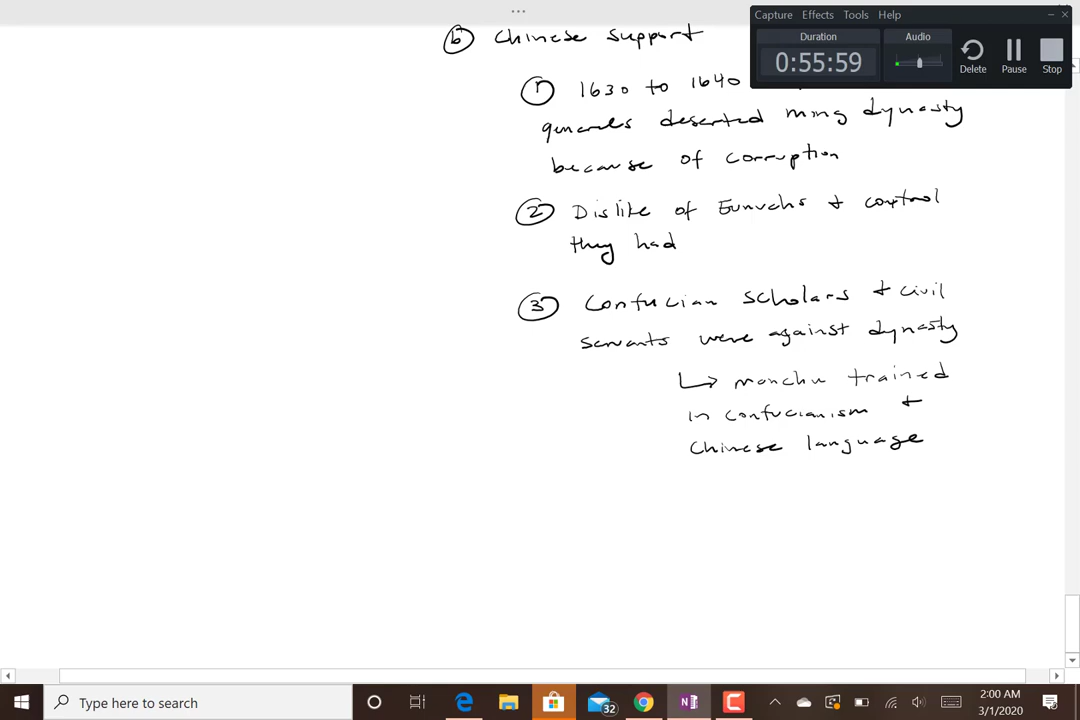 Capture Effects Tools Help
Duration
Audio
0:55:59
Delete Pause Stop
b Chinese support
1 1630 to 1640
generals deserted ming dynasty
because of corruption
2 Dislike of Eunuchs + control
they had
3 Confucian scholars + civil
servants were against dynasty
↳ manchu trained
in confucianism +
Chinese language
Type here to search
32
2:00 AM
3/1/2020